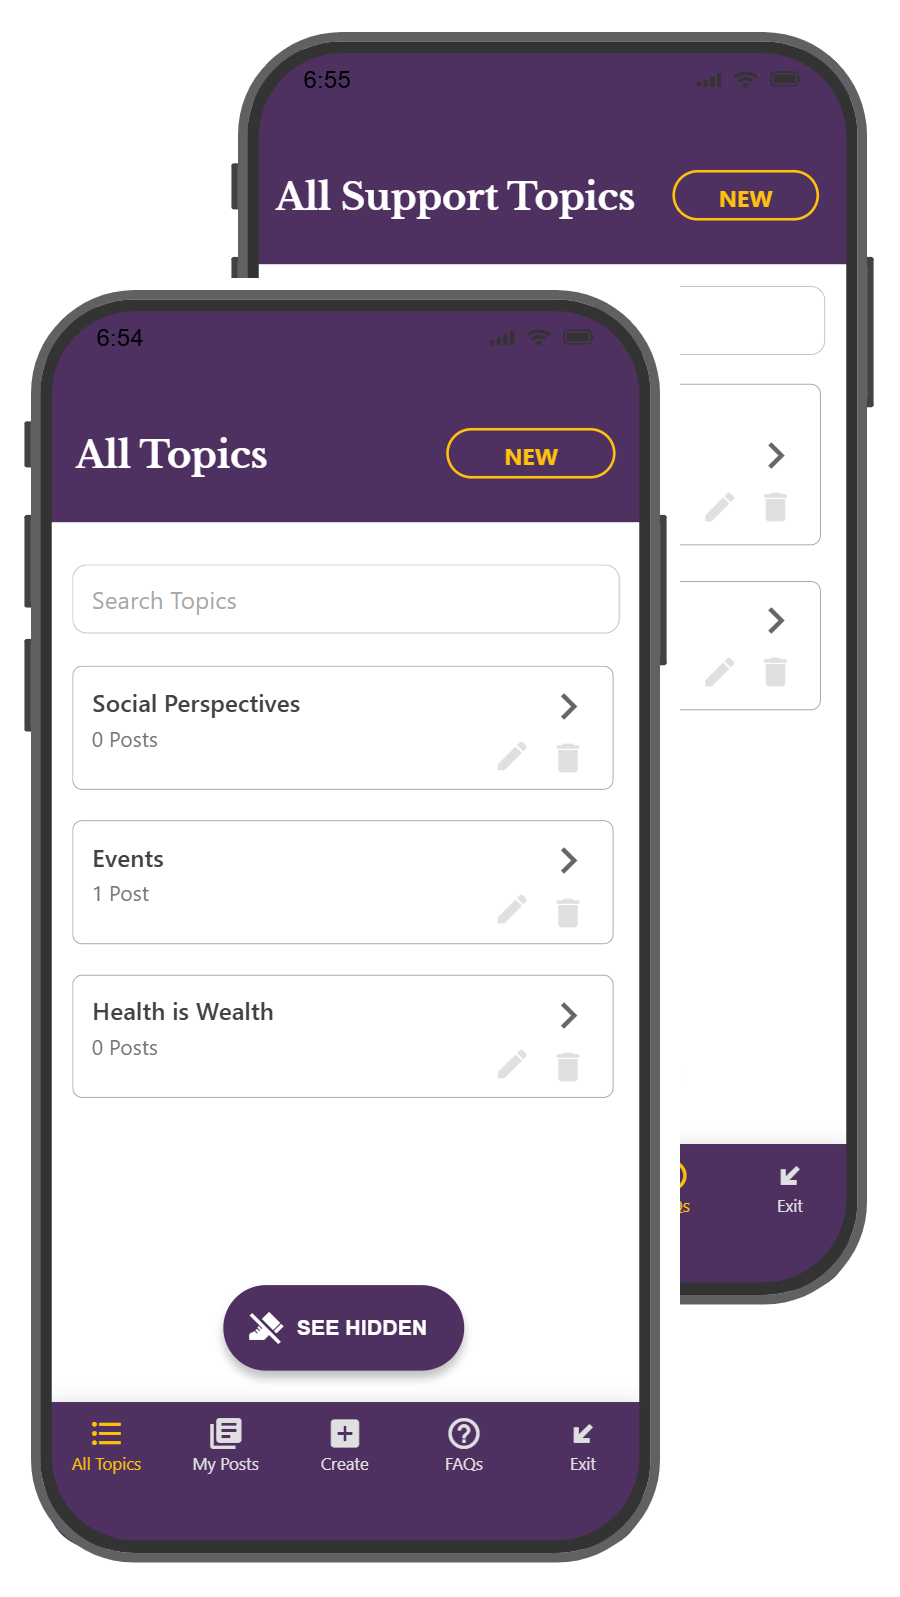 6:55
All Support Topics
NEW
6:54
All Topics
NEW
Search Topics
Social Perspectives
0 Posts
Events
1 Post
Health is Wealth
0 Posts
SEE HIDDEN
All Topics
My Posts
Create
FAQs
Exit
Exit